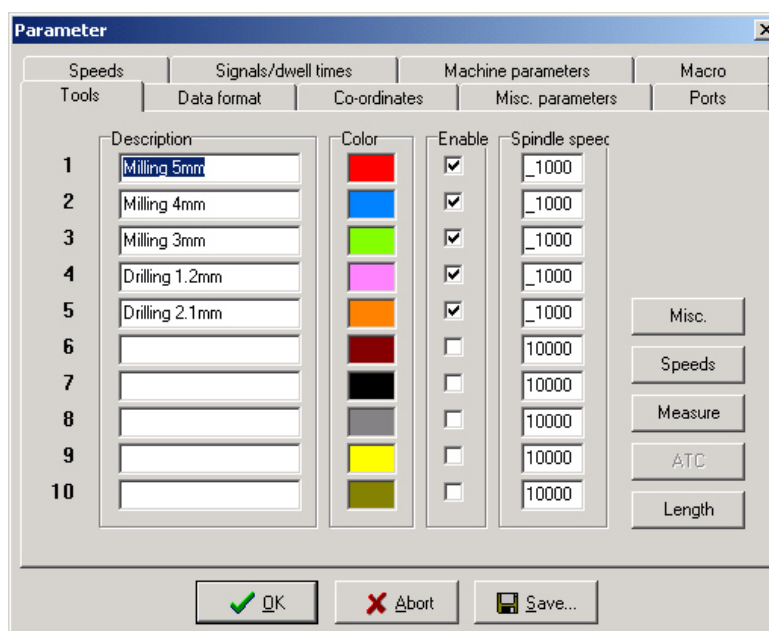 Parameter
Speeds Signals/dwell times Machine parameters Macro
Tools Data format Co-ordinates Misc. parameters Ports
Description Color Enable Spindle speed
1 Milling 5mm _1000
2 Milling 4mm _1000
3 Milling 3mm _1000
4 Drilling 1.2mm _1000
5 Drilling 2.1mm _1000 Misc.
6 10000
Speeds
7 10000
8 10000 Measure
9 10000 ATC
10 10000 Length
OK Abort Save...